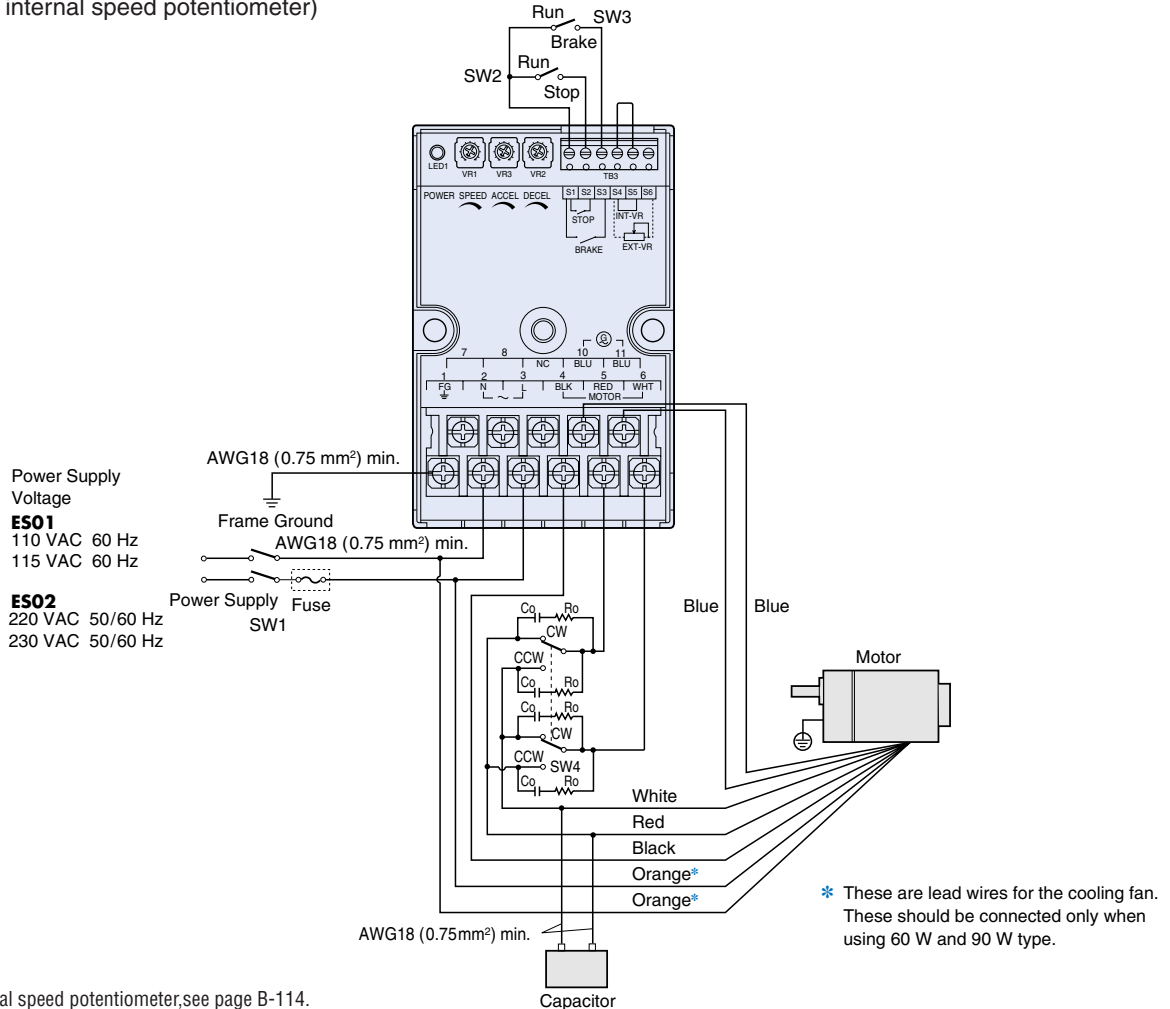 internal speed potentiometer)
Run
SW3
Brake
Run
SW2
Stop
LED1
VR1
VR3
VR2
TB3
POWER SPEED ACCEL DECEL
S1 S2 S3 S4 S5 S6
STOP
INT-VR
BRAKE
EXT-VR
G
7 8 NC 10 11
BLU BLU
1 2 3 4 5 6
FG N L BLK RED WHT
~
MOTOR
AWG18 (0.75 mm²) min.
Power Supply
Voltage
ES01
110 VAC 60 Hz
115 VAC 60 Hz
ES02
220 VAC 50/60 Hz
230 VAC 50/60 Hz
Frame Ground
AWG18 (0.75 mm²) min.
Power Supply
SW1
Fuse
Co Ro
CW
CCW
Co Ro
Co Ro
CW
CCW
SW4
Co Ro
Blue
Blue
Motor
White
Red
Black
Orange*
Orange*
* These are lead wires for the cooling fan.
These should be connected only when
using 60 W and 90 W type.
AWG18 (0.75mm²) min.
Capacitor
al speed potentiometer,see page B-114.